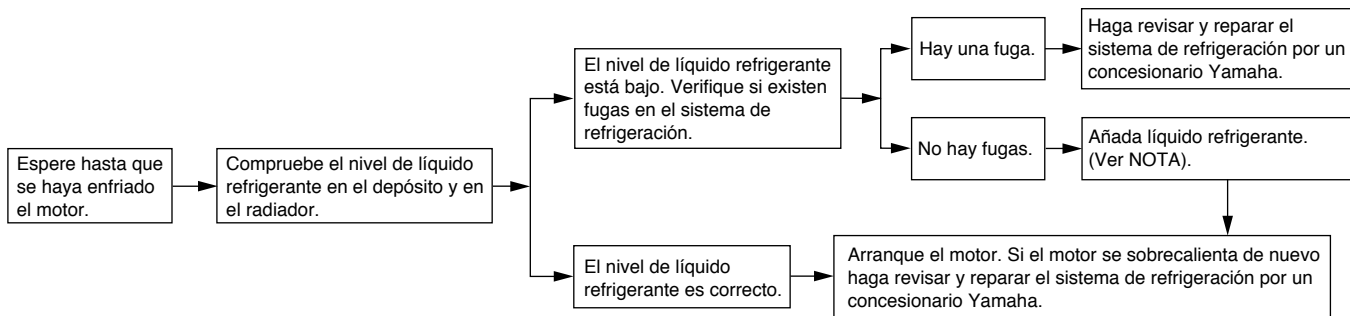 Espere hasta que
se haya enfriado
el motor.
Compruebe el nivel de líquido
refrigerante en el depósito y en
el radiador.
El nivel de líquido refrigerante
está bajo. Verifique si existen
fugas en el sistema de
refrigeración.
Hay una fuga.
Haga revisar y reparar el
sistema de refrigeración por un
concesionario Yamaha.
No hay fugas.
Añada líquido refrigerante.
(Ver NOTA).
El nivel de líquido
refrigerante es correcto.
Arranque el motor. Si el motor se sobrecalienta de nuevo
haga revisar y reparar el sistema de refrigeración por un
concesionario Yamaha.